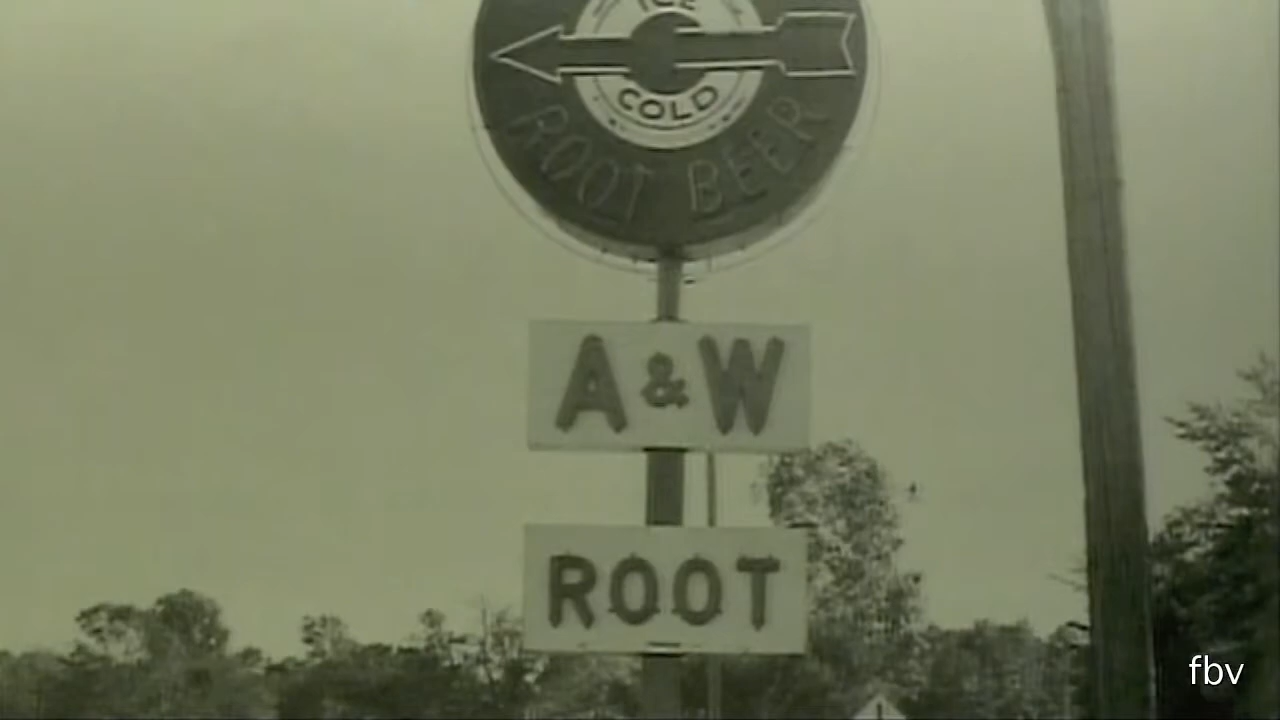 ICE
COLD
ROOT BEER
A & W
ROOT
fbv